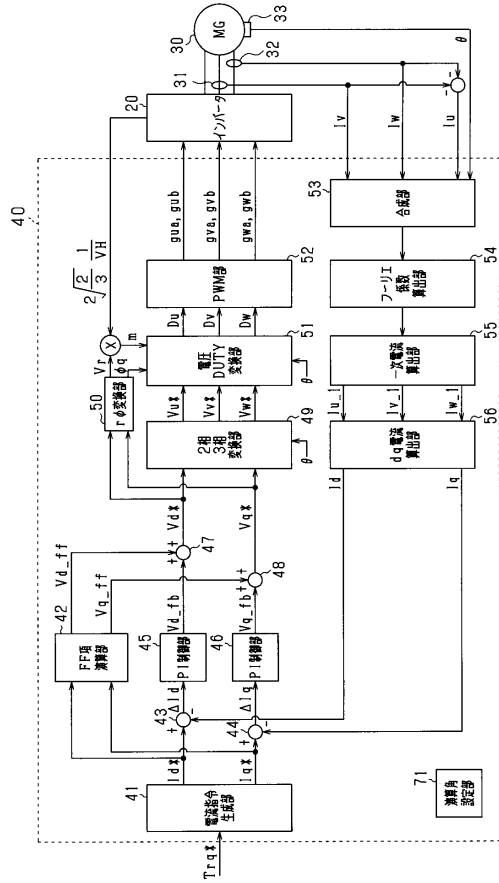 40
Trq*
41
電流指令
生成部
Id*
Iq*
42
FF項
演算部
Vd_ff
Vq_ff
43
44
+
-
+
-
ΔId
ΔIq
45
PI制御部
46
PI制御部
Vd_fb
Vq_fb
+
+
47
+
+
48
Vd*
Vq*
50
rφ変換部
Vr
φq
X
m
2√(2/3) 1/VH
49
2相
3相
変換部
θ
Vu*
Vv*
Vw*
51
電圧
DUTY
変換部
θ
Du
Dv
Dw
52
PWM部
gua,gub
gva,gvb
gwa,gwb
20
インバータ
31
32
30
MG
33
θ
-
-
Iv
Iw
Iu
53
合成部
54
フーリエ
係数
算出部
55
一次電流
算出部
Iu_1
Iv_1
Iw_1
56
dq電流
算出部
Id
Iq
71
演算角
設定部